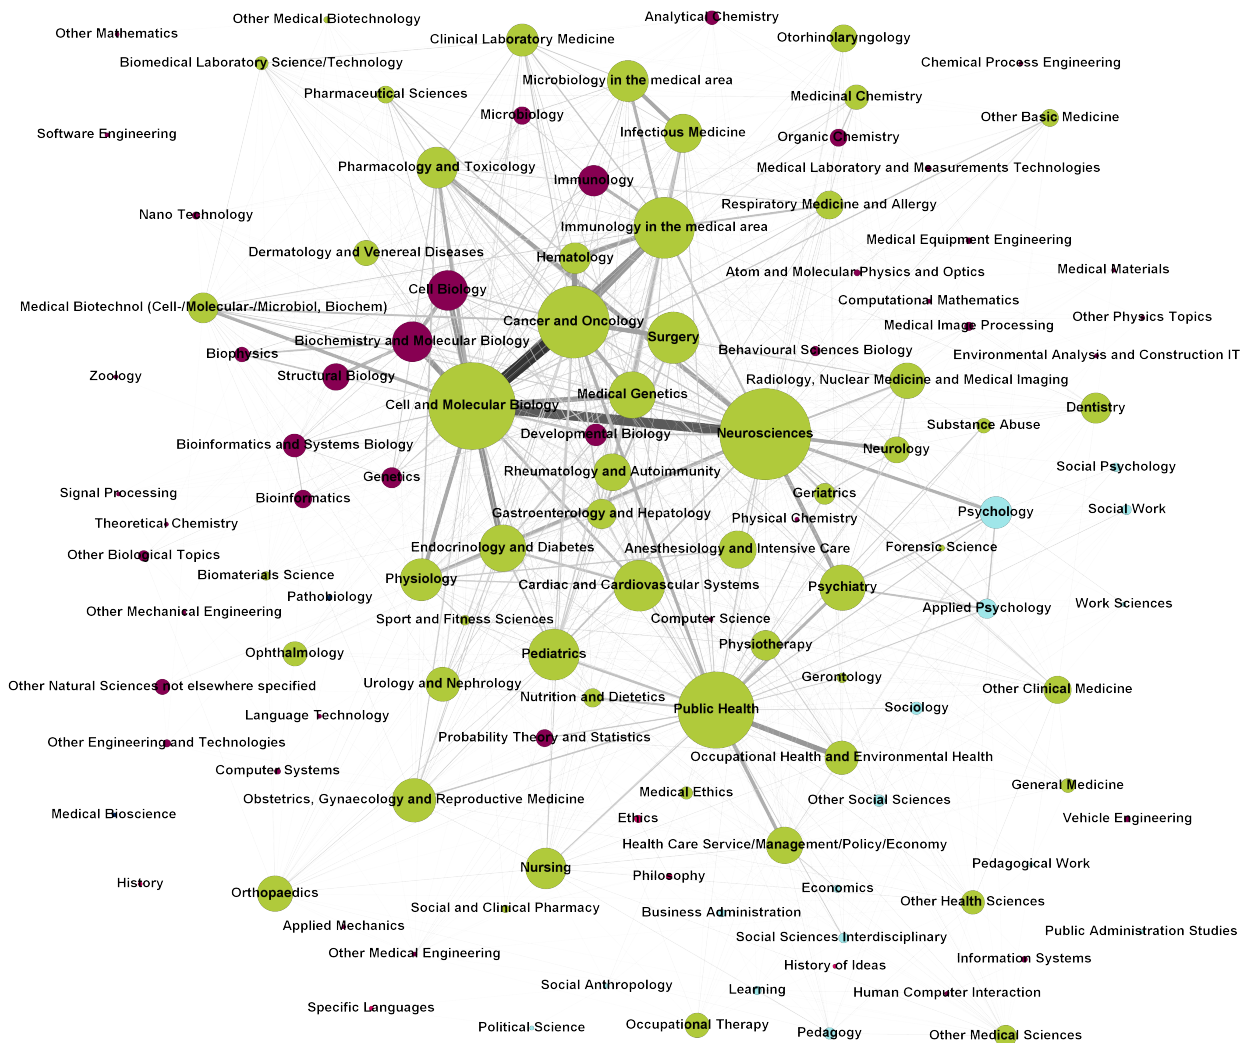 Analytical Chemistry
Other Medical Biotechnology
Other Mathematics
Clinical Laboratory Medicine
Otorhinolaryngology
Biomedical Laboratory Science/Technology
Chemical Process Engineering
Microbiology in the medical area
Pharmaceutical Sciences
Medicinal Chemistry
Microbiology
Other Basic Medicine
Software Engineering
Infectious Medicine
Organic Chemistry
Pharmacology and Toxicology
Medical Laboratory and Measurements Technologies
Immunology
Respiratory Medicine and Allergy
Nano Technology
Immunology in the medical area
Medical Equipment Engineering
Dermatology and Venereal Diseases
Hematology
Atom and Molecular Physics and Optics
Medical Materials
Cell Biology
Computational Mathematics
Medical Biotechnol (Cell-/Molecular-/Microbiol, Biochem)
Cancer and Oncology
Other Physics Topics
Medical Image Processing
Surgery
Biochemistry and Molecular Biology
Behavioural Sciences Biology
Biophysics
Environmental Analysis and Construction IT
Zoology
Structural Biology
Radiology, Nuclear Medicine and Medical Imaging
Medical Genetics
Cell and Molecular Biology
Dentistry
Substance Abuse
Developmental Biology
Neurosciences
Bioinformatics and Systems Biology
Neurology
Social Psychology
Rheumatology and Autoimmunity
Genetics
Signal Processing
Geriatrics
Bioinformatics
Social Work
Gastroenterology and Hepatology
Psychology
Physical Chemistry
Theoretical Chemistry
Endocrinology and Diabetes
Anesthesiology and Intensive Care
Forensic Science
Other Biological Topics
Biomaterials Science
Physiology
Cardiac and Cardiovascular Systems
Psychiatry
Pathobiology
Work Sciences
Applied Psychology
Other Mechanical Engineering
Sport and Fitness Sciences
Computer Science
Physiotherapy
Ophthalmology
Pediatrics
Gerontology
Urology and Nephrology
Other Natural Sciences not elsewhere specified
Other Clinical Medicine
Nutrition and Dietetics
Public Health
Sociology
Language Technology
Probability Theory and Statistics
Other Engineering and Technologies
Occupational Health and Environmental Health
Computer Systems
General Medicine
Medical Ethics
Obstetrics, Gynaecology and Reproductive Medicine
Other Social Sciences
Medical Bioscience
Ethics
Vehicle Engineering
Health Care Service/Management/Policy/Economy
Pedagogical Work
Nursing
Philosophy
History
Economics
Orthopaedics
Other Health Sciences
Social and Clinical Pharmacy
Business Administration
Applied Mechanics
Public Administration Studies
Social Sciences Interdisciplinary
Other Medical Engineering
Information Systems
History of Ideas
Social Anthropology
Learning
Human Computer Interaction
Specific Languages
Political Science
Occupational Therapy
Pedagogy
Other Medical Sciences